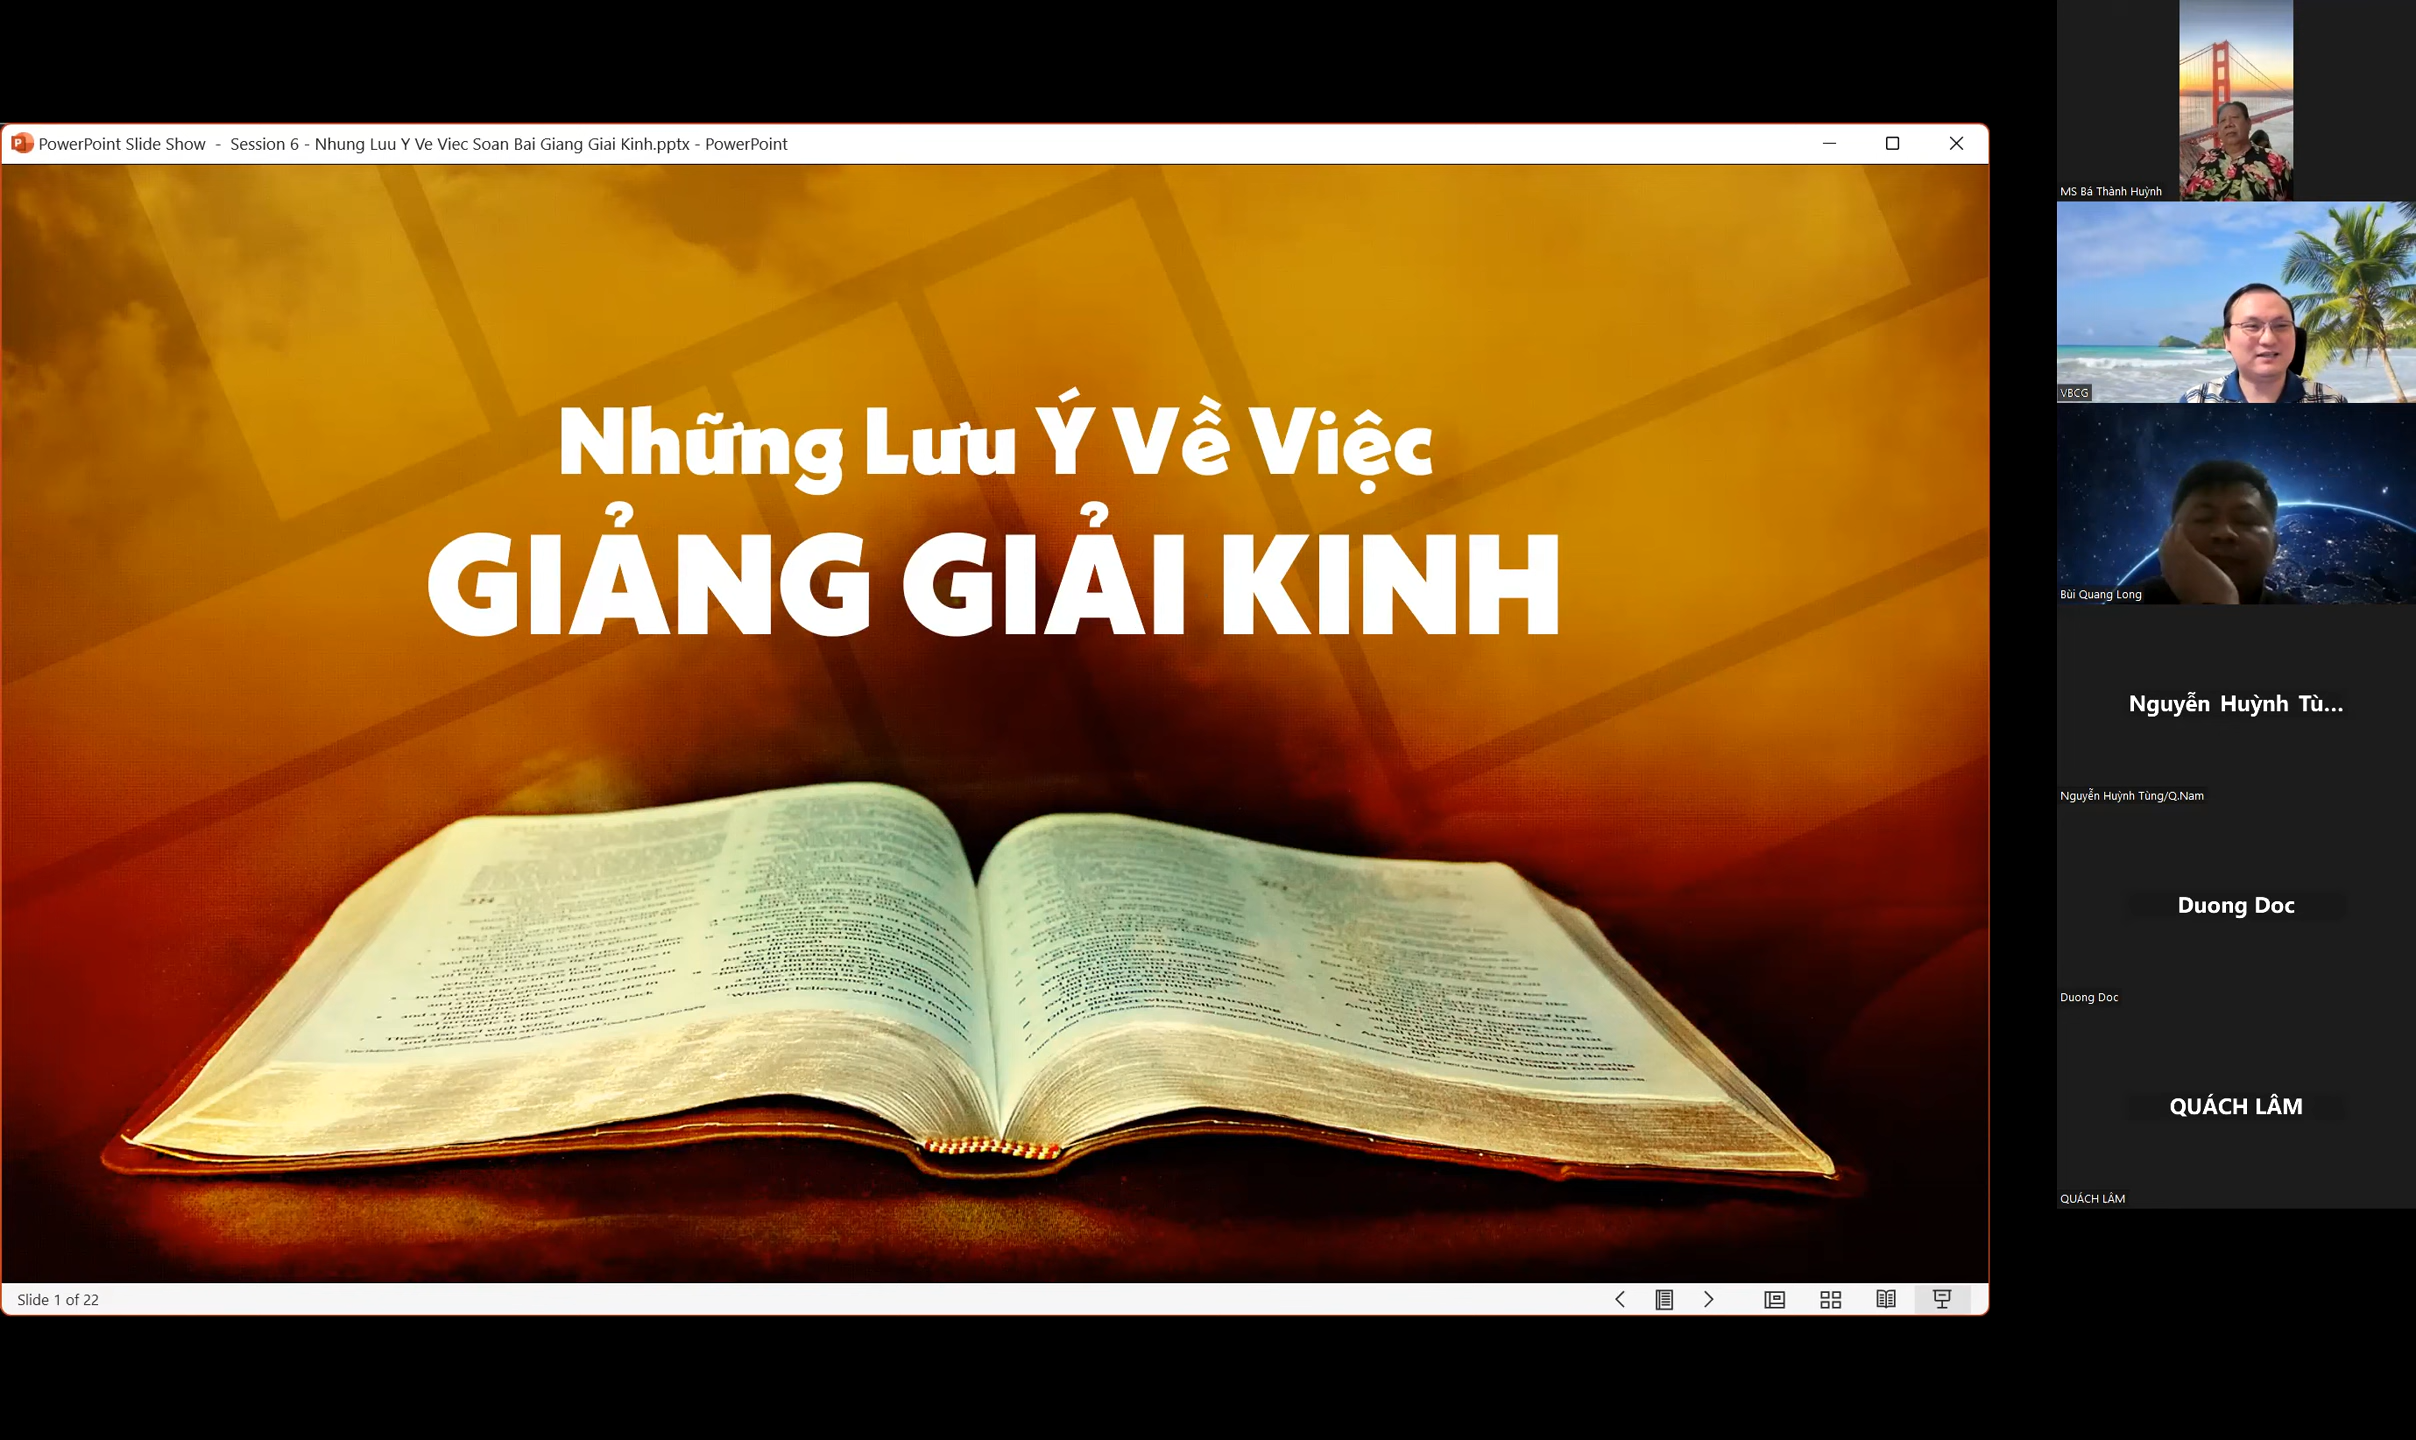 PowerPoint Slide Show - Session 6 - Nhung Luu Y Ve Viec Soan Bai Giang Giai Kinh.pptx - PowerPoint
Những Lưu Ý Về Việc
GIẢNG GIẢI KINH
Slide 1 of 22
MS Bá Thành Huỳnh
VBCG
Bùi Quang Long
Nguyễn Huỳnh Tù...
Nguyễn Huỳnh Tùng/Q.Nam
Duong Doc
Duong Doc
QUÁCH LÂM
QUÁCH LÂM